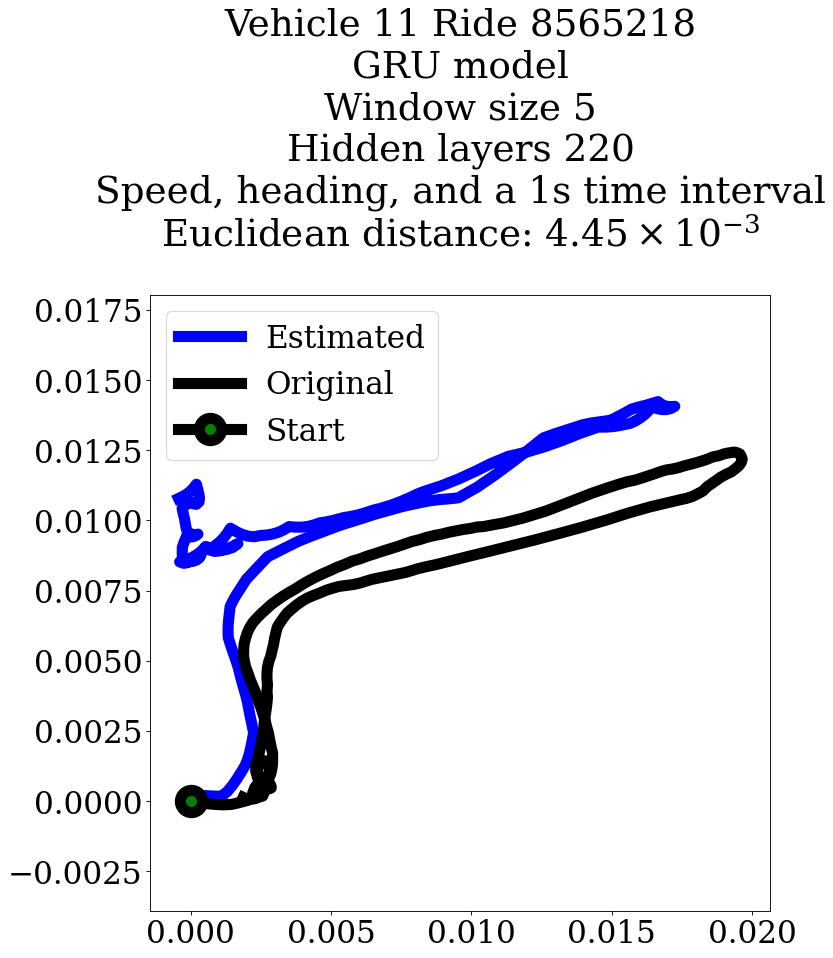 Vehicle 11 Ride 8565218
GRU model
Window size 5
Hidden layers 220
Speed, heading, and a 1s time interval
Euclidean distance: 4.45 × 10⁻³
Estimated
Original
Start
0.0175
0.0150
0.0125
0.0100
0.0075
0.0050
0.0025
0.0000
−0.0025
0.000 0.005 0.010 0.015 0.020